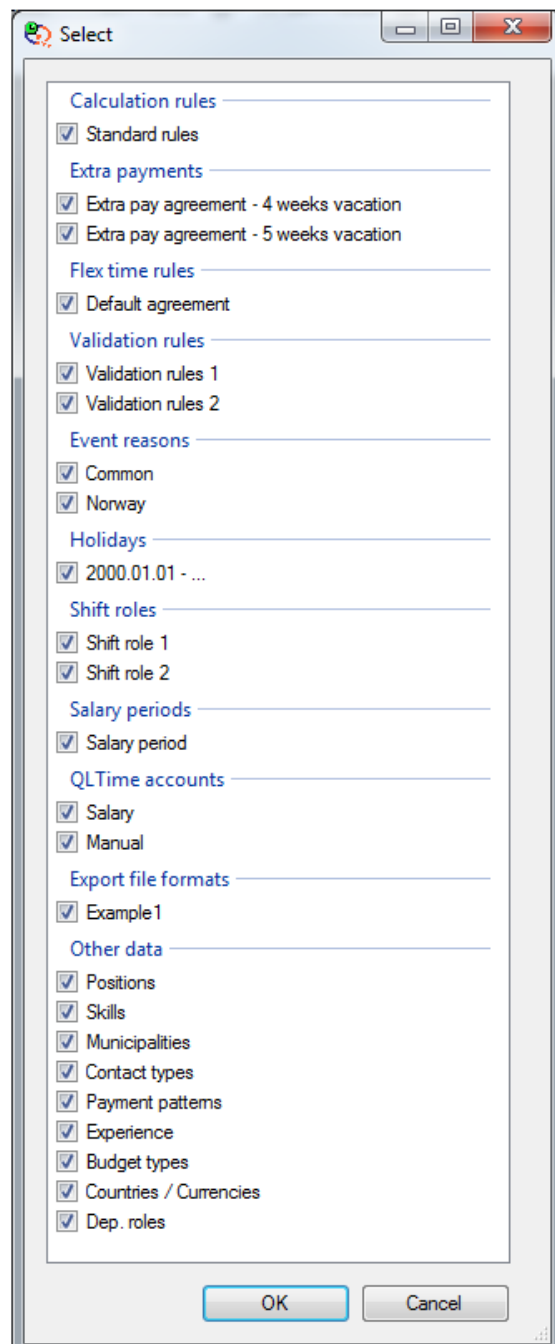 Select
Calculation rules
Standard rules
Extra payments
Extra pay agreement - 4 weeks vacation
Extra pay agreement - 5 weeks vacation
Flex time rules
Default agreement
Validation rules
Validation rules 1
Validation rules 2
Event reasons
Common
Norway
Holidays
2000.01.01 - ...
Shift roles
Shift role 1
Shift role 2
Salary periods
Salary period
QLTime accounts
Salary
Manual
Export file formats
Example1
Other data
Positions
Skills
Municipalities
Contact types
Payment patterns
Experience
Budget types
Countries / Currencies
Dep. roles
OK Cancel